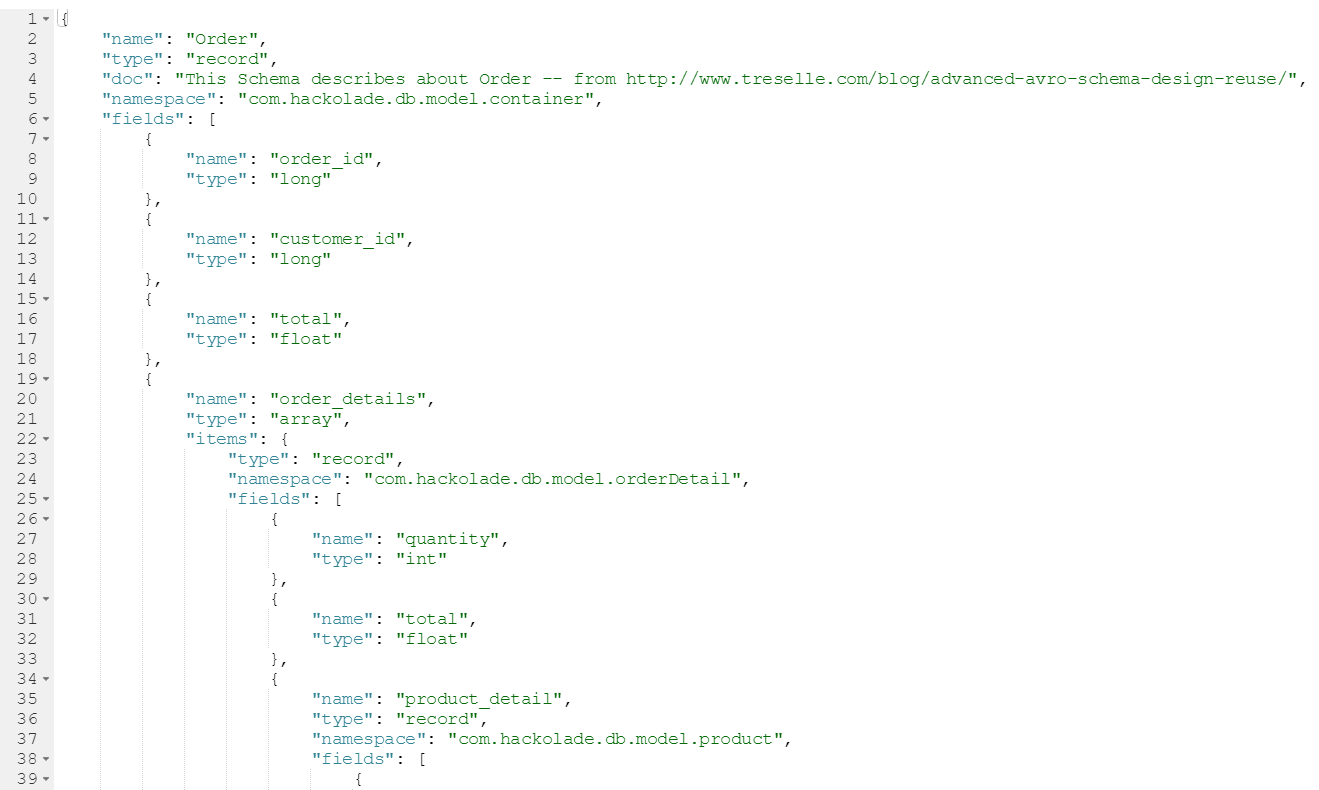 1 {
2 "name": "Order",
3 "type": "record",
4 "doc": "This Schema describes about Order -- from http://www.treselle.com/blog/advanced-avro-schema-design-reuse/",
5 "namespace": "com.hackolade.db.model.container",
6 "fields": [
7 {
8 "name": "order_id",
9 "type": "long"
10 },
11 {
12 "name": "customer_id",
13 "type": "long"
14 },
15 {
16 "name": "total",
17 "type": "float"
18 },
19 {
20 "name": "order_details",
21 "type": "array",
22 "items": {
23 "type": "record",
24 "namespace": "com.hackolade.db.model.orderDetail",
25 "fields": [
26 {
27 "name": "quantity",
28 "type": "int"
29 },
30 {
31 "name": "total",
32 "type": "float"
33 },
34 {
35 "name": "product_detail",
36 "type": "record",
37 "namespace": "com.hackolade.db.model.product",
38 "fields": [
39 {